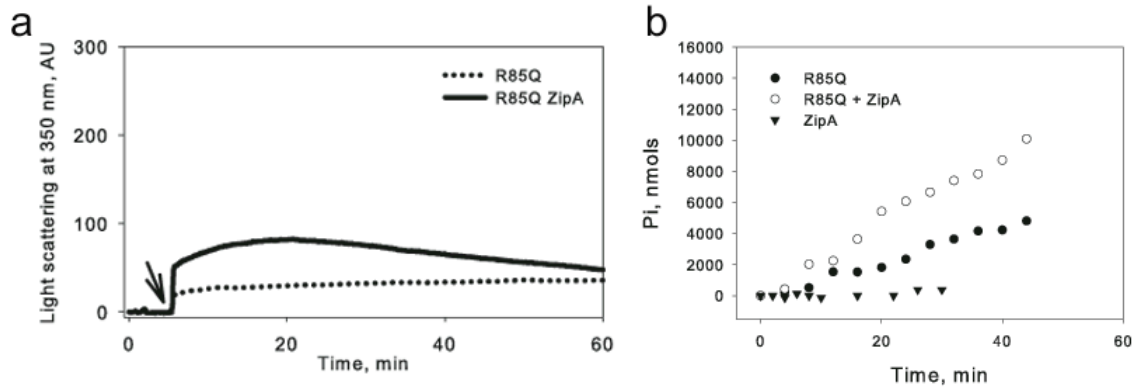 a
300
200
100
0
Light scattering at 350 nm, AU
R85Q
R85Q ZipA
0
20
40
60
Time, min
b
16000
14000
12000
10000
8000
6000
4000
2000
0
Pi, nmols
R85Q
R85Q + ZipA
ZipA
0
20
40
60
Time, min